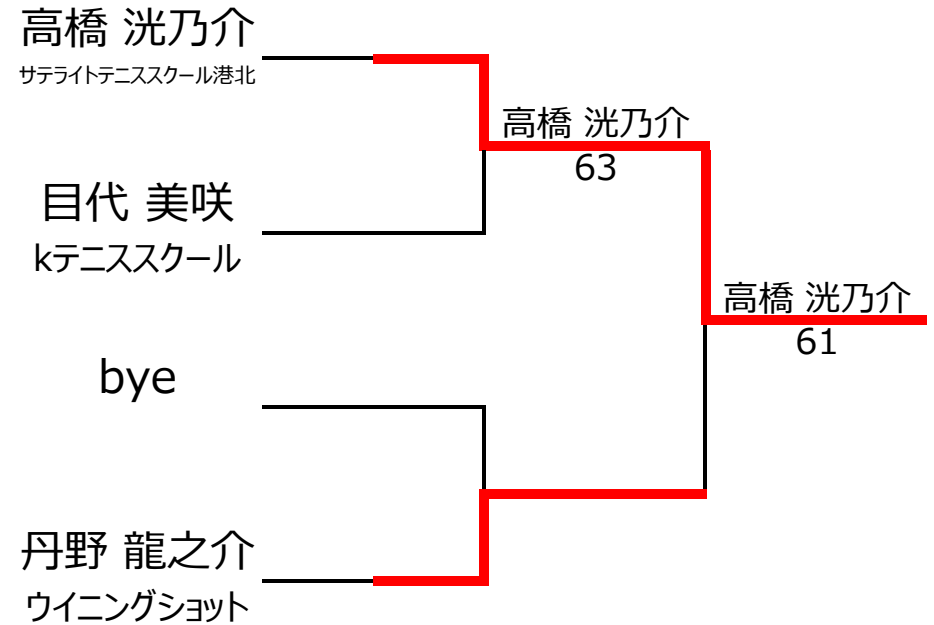 高橋 洸乃介
サテライトテニススクール港北
高橋 洸乃介
63
目代 美咲
kテニススクール
高橋 洸乃介
61
bye
丹野 龍之介
ウイニングショット